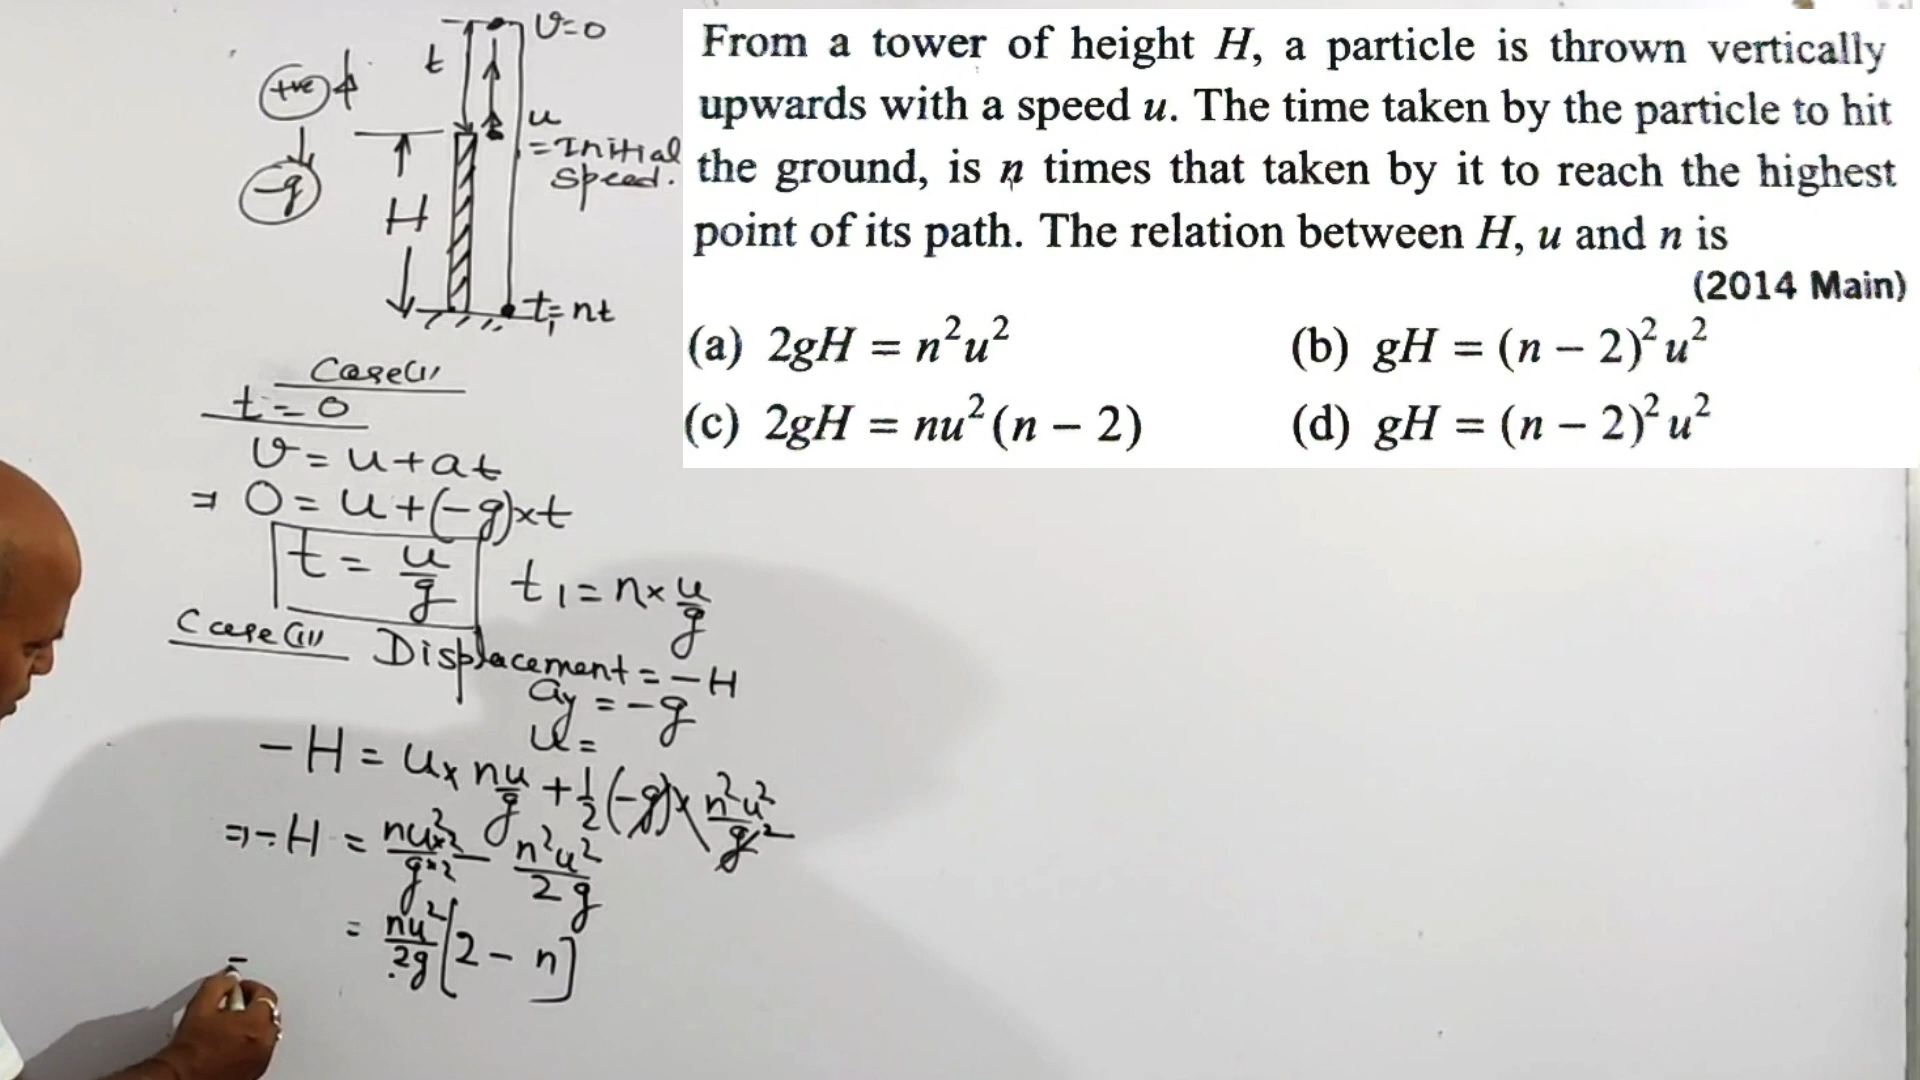 From a tower of height H, a particle is thrown vertically
upwards with a speed u. The time taken by the particle to hit
the ground, is n times that taken by it to reach the highest
point of its path. The relation between H, u and n is
(2014 Main)
(a) 2gH = n²u²
(b) gH = (n − 2)²u²
(c) 2gH = nu²(n − 2)
(d) gH = (n − 2)²u²
v=0
t
+ve
u
=Initial
speed.
-g
H
t₁=nt
Case(i)
t=0
v=u+at
⇒ 0=u+(-g)×t
t=u/g
t₁=n×u/g
Case(ii) Displacement=-H
ay=-g
u=
-H=u×nu/g+1/2(-g)×n²u²/g²
⇒-H=nu²×2/g×2-n²u²/2g
=nu²/2g[2-n]
-